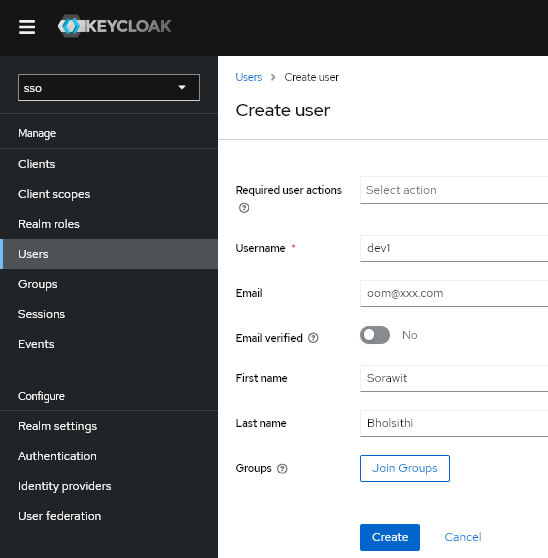 KEYCLOAK
sso
Manage
Clients
Client scopes
Realm roles
Users
Groups
Sessions
Events
Configure
Realm settings
Authentication
Identity providers
User federation
Users > Create user
Create user
Required user actions Select action
Username * dev1
Email oom@xxx.com
Email verified No
First name Sorawit
Last name Bholsithi
Groups Join Groups
Create Cancel